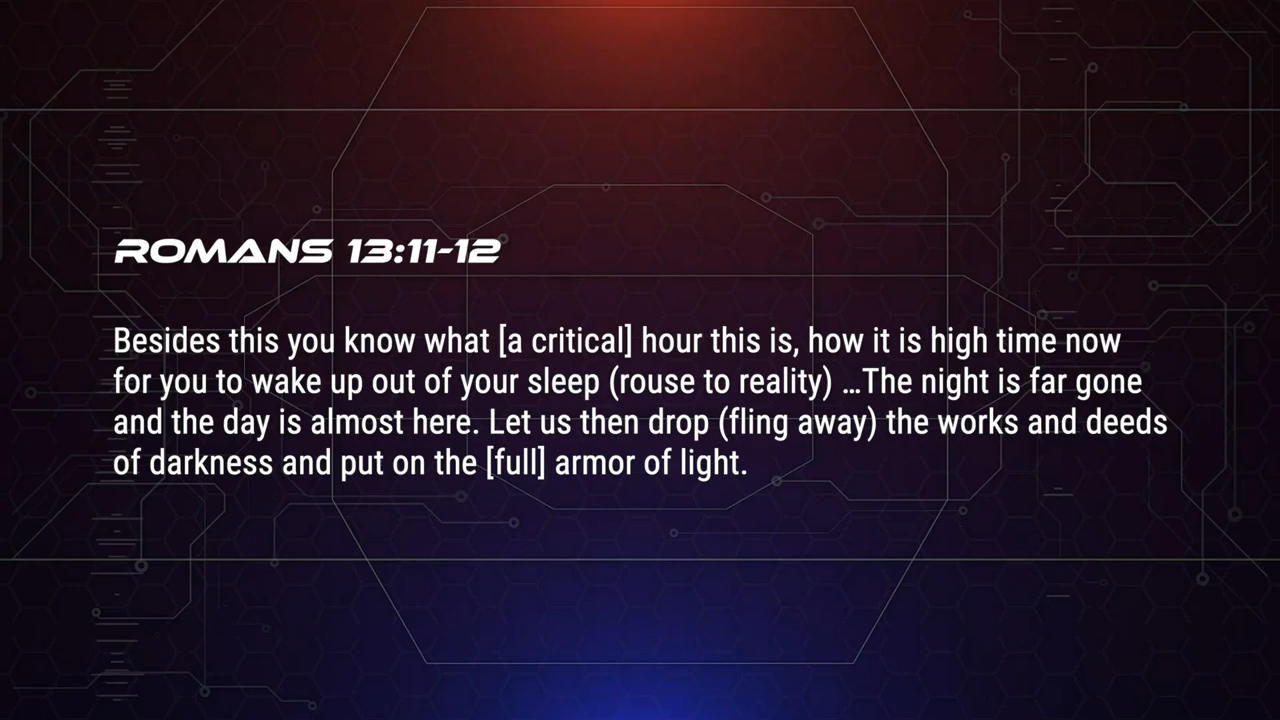 ROMANS 13:11-12
Besides this you know what [a critical] hour this is, how it is high time now
for you to wake up out of your sleep (rouse to reality) …The night is far gone
and the day is almost here. Let us then drop (fling away) the works and deeds
of darkness and put on the [full] armor of light.